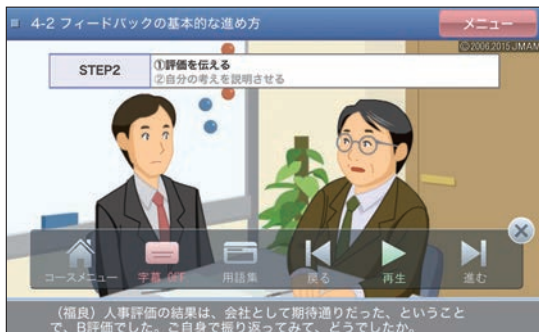 4-2 フィードバックの基本的な進め方
メニュー
©2006,2015 JMAM
STEP2
①評価を伝える
②自分の考えを説明させる
コースメニュー
字幕 OFF
用語集
戻る
再生
進む
(福良)人事評価の結果は、会社として期待通りだった、ということ
で、B評価でした。ご自身で振り返ってみて、どうでしたか。